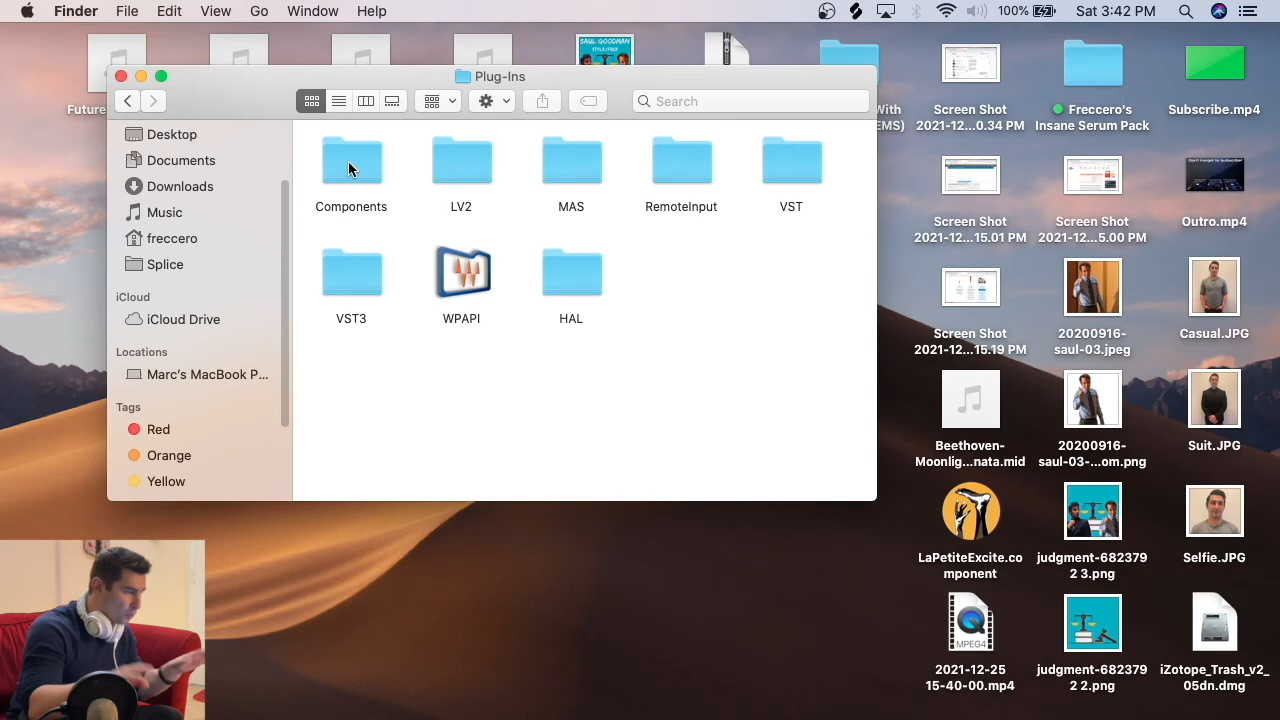 Finder File Edit View Go Window Help
100% Sat 3:42 PM
Plug-Ins
Search
Desktop
Documents
Downloads
Music
freccero
Splice
iCloud
iCloud Drive
Locations
Marc's MacBook P...
Tags
Red
Orange
Yellow
Components
LV2
MAS
RemoteInput
VST
VST3
WPAPI
HAL
SAUL GOODMAN
STYLE/FREE
Future
With
EMS)
Screen Shot
2021-12...0.34 PM
Freccero's
Insane Serum Pack
Subscribe.mp4
Screen Shot
2021-12...15.01 PM
Screen Shot
2021-12...5.00 PM
Outro.mp4
Screen Shot
2021-12...15.19 PM
20200916-
saul-03.jpeg
Casual.JPG
Beethoven-
Moonlig...nata.mid
20200916-
saul-03-...om.png
Suit.JPG
LaPetiteExcite.co
mponent
judgment-682379
2 3.png
Selfie.JPG
MPEG4
2021-12-25
15-40-00.mp4
judgment-682379
2 2.png
iZotope_Trash_v2_
05dn.dmg